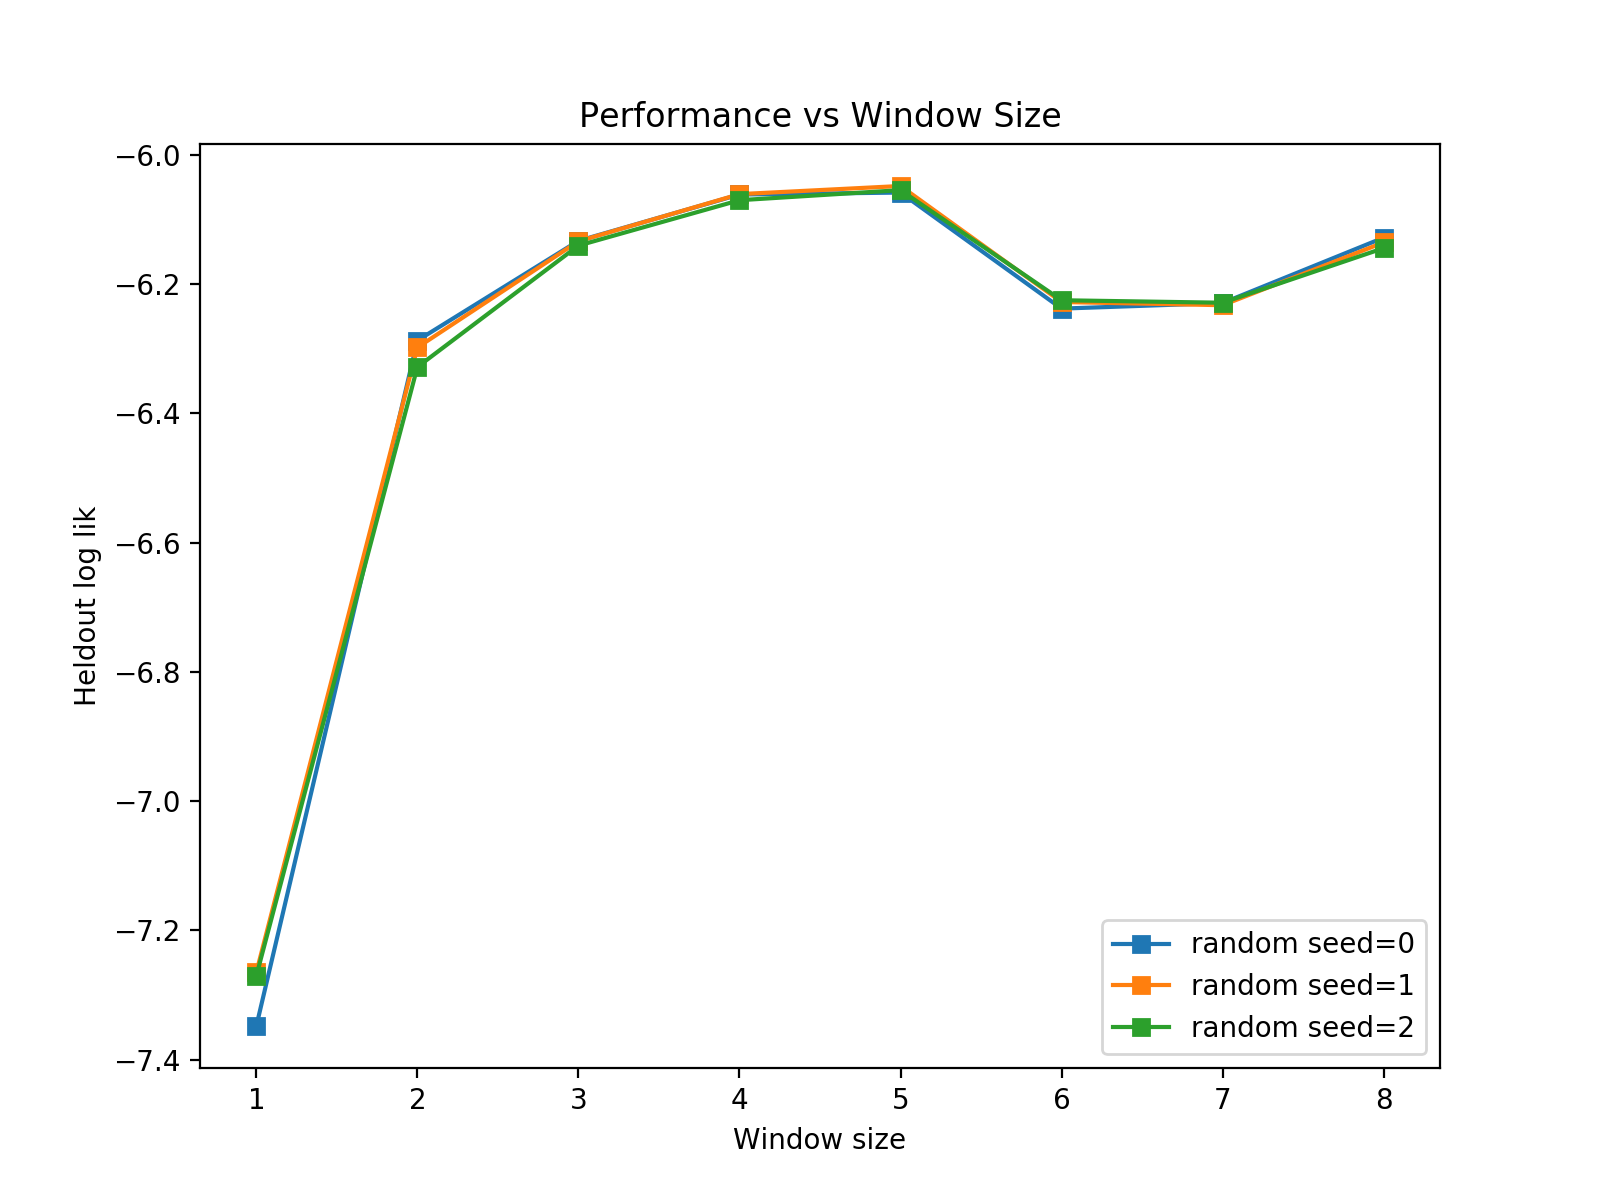 Performance vs Window Size
−6.0
−6.2
−6.4
−6.6
−6.8
−7.0
−7.2
−7.4
Heldout log lik
1 2 3 4 5 6 7 8
Window size
random seed=0
random seed=1
random seed=2